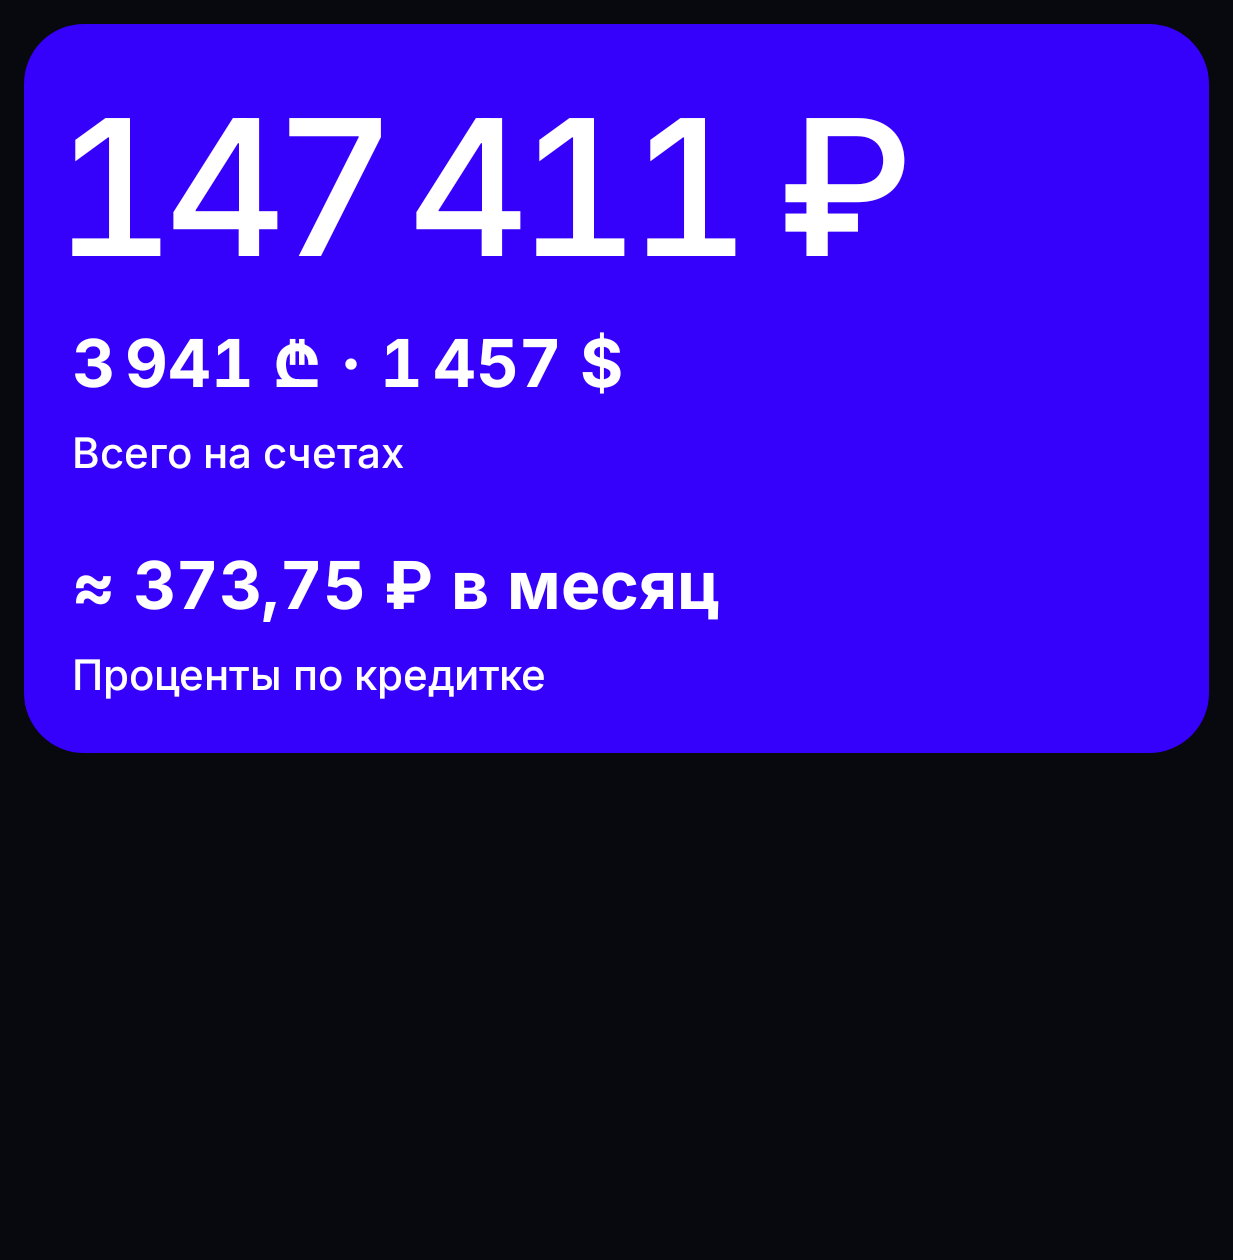 147 411 ₽
3 941 ₾ · 1 457 $
Всего на счетах
≈ 373,75 ₽ в месяц
Проценты по кредитке